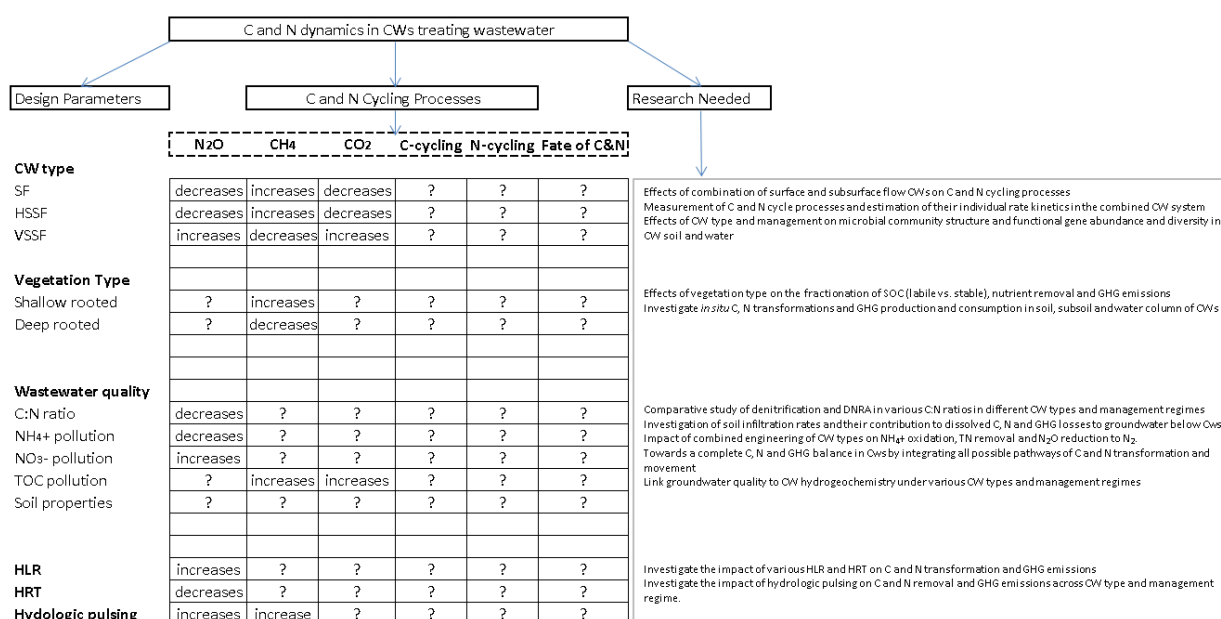 C and N dynamics in CWs treating wastewater
Design Parameters
C and N Cycling Processes
Research Needed
N2O CH4 CO2 C-cycling N-cycling Fate of C&N
CW type
SF decreases increases decreases ? ? ?
HSSF decreases increases decreases ? ? ?
VSSF increases decreases increases ? ? ?
Vegetation Type
Shallow rooted ? increases ? ? ? ?
Deep rooted ? decreases ? ? ? ?
Wastewater quality
C:N ratio decreases ? ? ? ? ?
NH4+ pollution decreases ? ? ? ? ?
NO3- pollution increases ? ? ? ? ?
TOC pollution ? increases increases ? ? ?
Soil properties ? ? ? ? ? ?
HLR increases ? ? ? ? ?
HRT decreases ? ? ? ? ?
Hydologic pulsing increases increase ? ? ? ?
Effects of combination of surface and subsurface flow CWs on C and N cycling processes
Measurement of C and N cycle processes and estimation of their individual rate kinetics in the combined CW system
Effects of CW type and management on microbial community structure and functional gene abundance and diversity in
CW soil and water
Effects of vegetation type on the fractionation of SOC (labile vs. stable), nutrient removal and GHG emissions
Investigate in situ C, N transformations and GHG production and consumption in soil, subsoil and water column of CWs
Comparative study of denitrification and DNRA in various C:N ratios in different CW types and management regimes
Investigation of soil infiltration rates and their contribution to dissolved C, N and GHG losses to groundwater below Cws
Impact of combined engineering of CW types on NH4+ oxidation, TN removal and N2O reduction to N2.
Towards a complete C, N and GHG balance in Cws by integrating all possible pathways of C and N transformation and
movement
Link groundwater quality to CW hydrogeochemistry under various CW types and management regimes
Investigate the impact of various HLR and HRT on C and N transformation and GHG emissions
Investigate the impact of hydrologic pulsing on C and N removal and GHG emissions across CW type and management
regime.